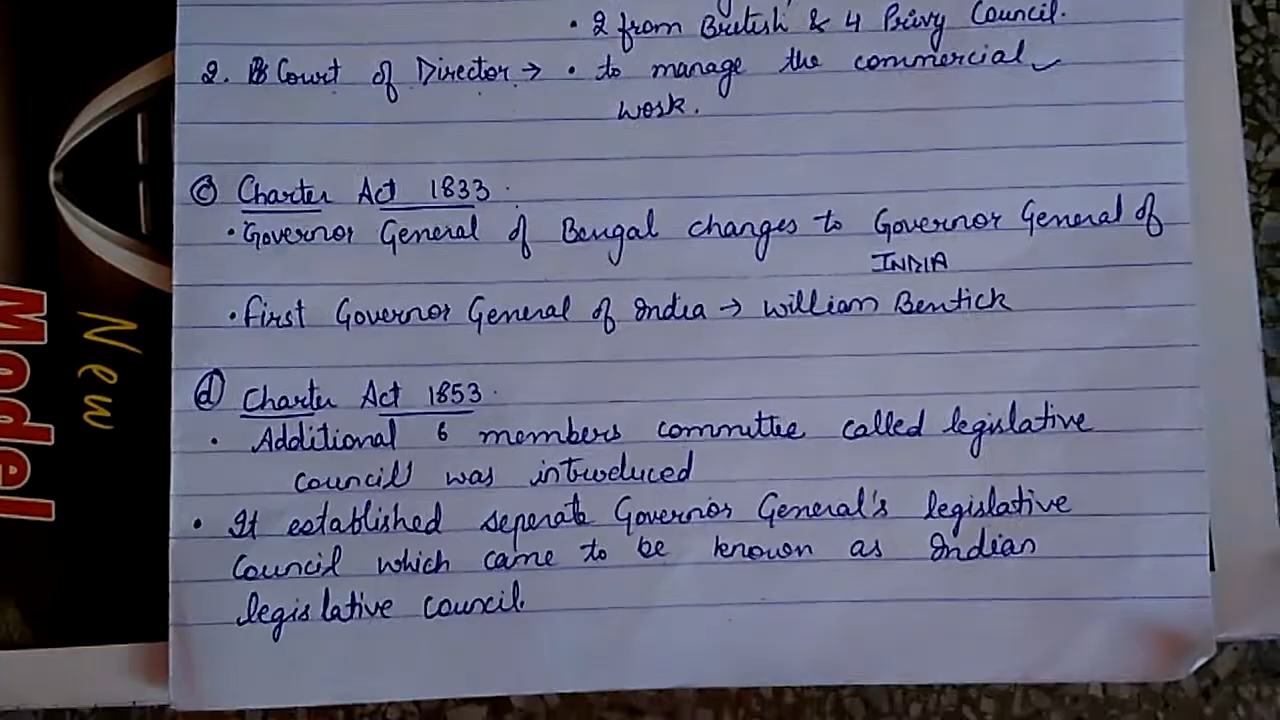 • 2 from British & 4 Privy Council.
2. Court of Director → • to manage the commercial
work.
c Charter Act 1833.
• Governor General of Bengal changes to Governor General of
INDIA
• First Governor General of India → William Bentick
d Charter Act 1853.
• Additional 6 members committee called legislative
council was introduced
• It established seperate Governor General's legislative
Council which came to be known as Indian
legislative council.
New
Model